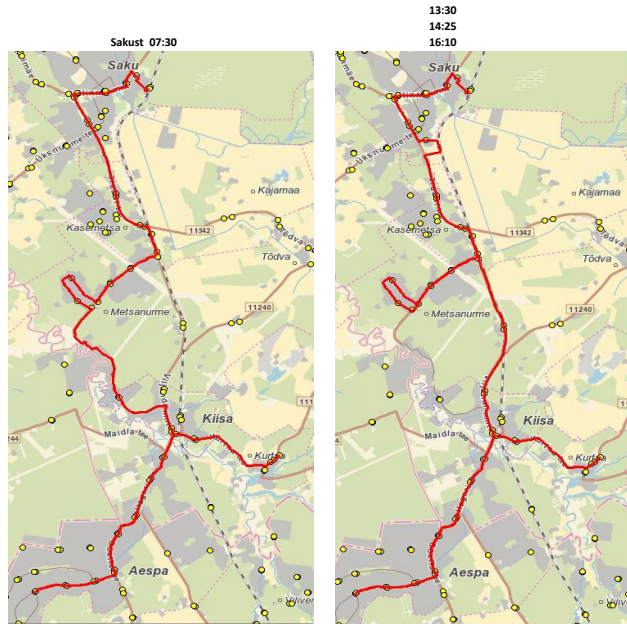 13:30
14:25
16:10
Sakust 07:30
Saku
Kajamaa
11342
Kasemetsa
Tõdva
11240
Metsanurme
Kiisa
244
Maidla tee
Kurtna
Aespa
Saku
Kajamaa
11342
Kasemetsa
Tõdva
11240
Metsanurme
Kiisa
Maidla tee
Aespa